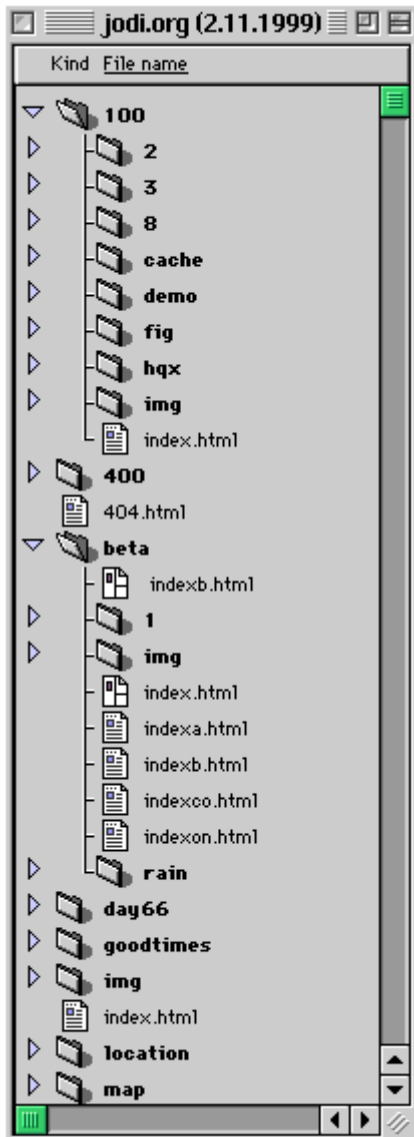 jodi.org (2.11.1999)
Kind File name
100
2
3
8
cache
demo
fig
hqx
img
index.html
400
404.html
beta
indexb.html
1
img
index.html
indexa.html
indexb.html
indexco.html
indexon.html
rain
day66
goodtimes
img
index.html
location
map